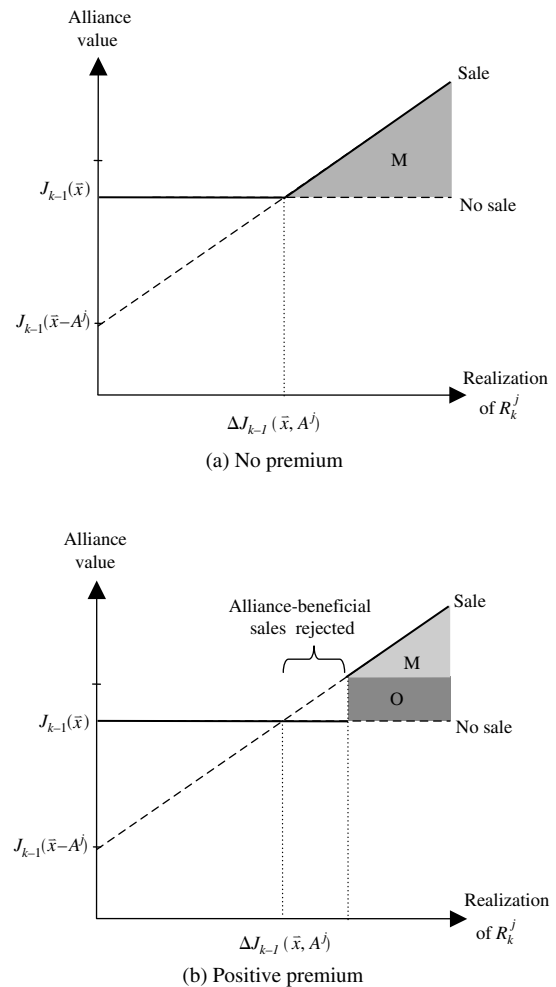 Alliance
value
Sale
M
J_{k–1}(x̄)
No sale
J_{k–1}(x̄–A^j)
Realization
of R_k^j
ΔJ_{k–1}(x̄, A^j)
(a) No premium
Alliance
value
Alliance-beneficial
sales rejected
Sale
M
O
J_{k–1}(x̄)
No sale
J_{k–1}(x̄–A^j)
Realization
of R_k^j
ΔJ_{k–1}(x̄, A^j)
(b) Positive premium